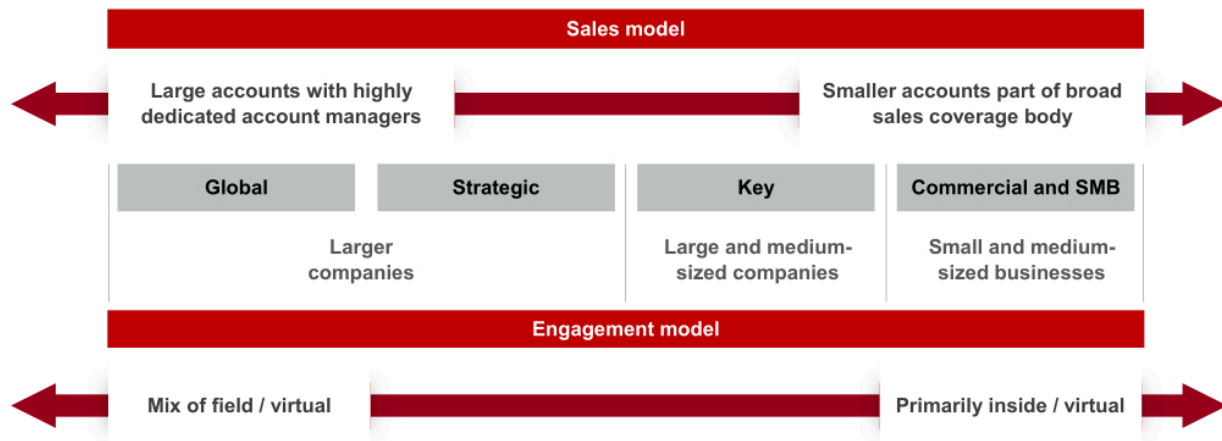 Sales model
Large accounts with highly
dedicated account managers
Smaller accounts part of broad
sales coverage body
Global
Strategic
Key
Commercial and SMB
Larger
companies
Large and medium-
sized companies
Small and medium-
sized businesses
Engagement model
Mix of field / virtual
Primarily inside / virtual